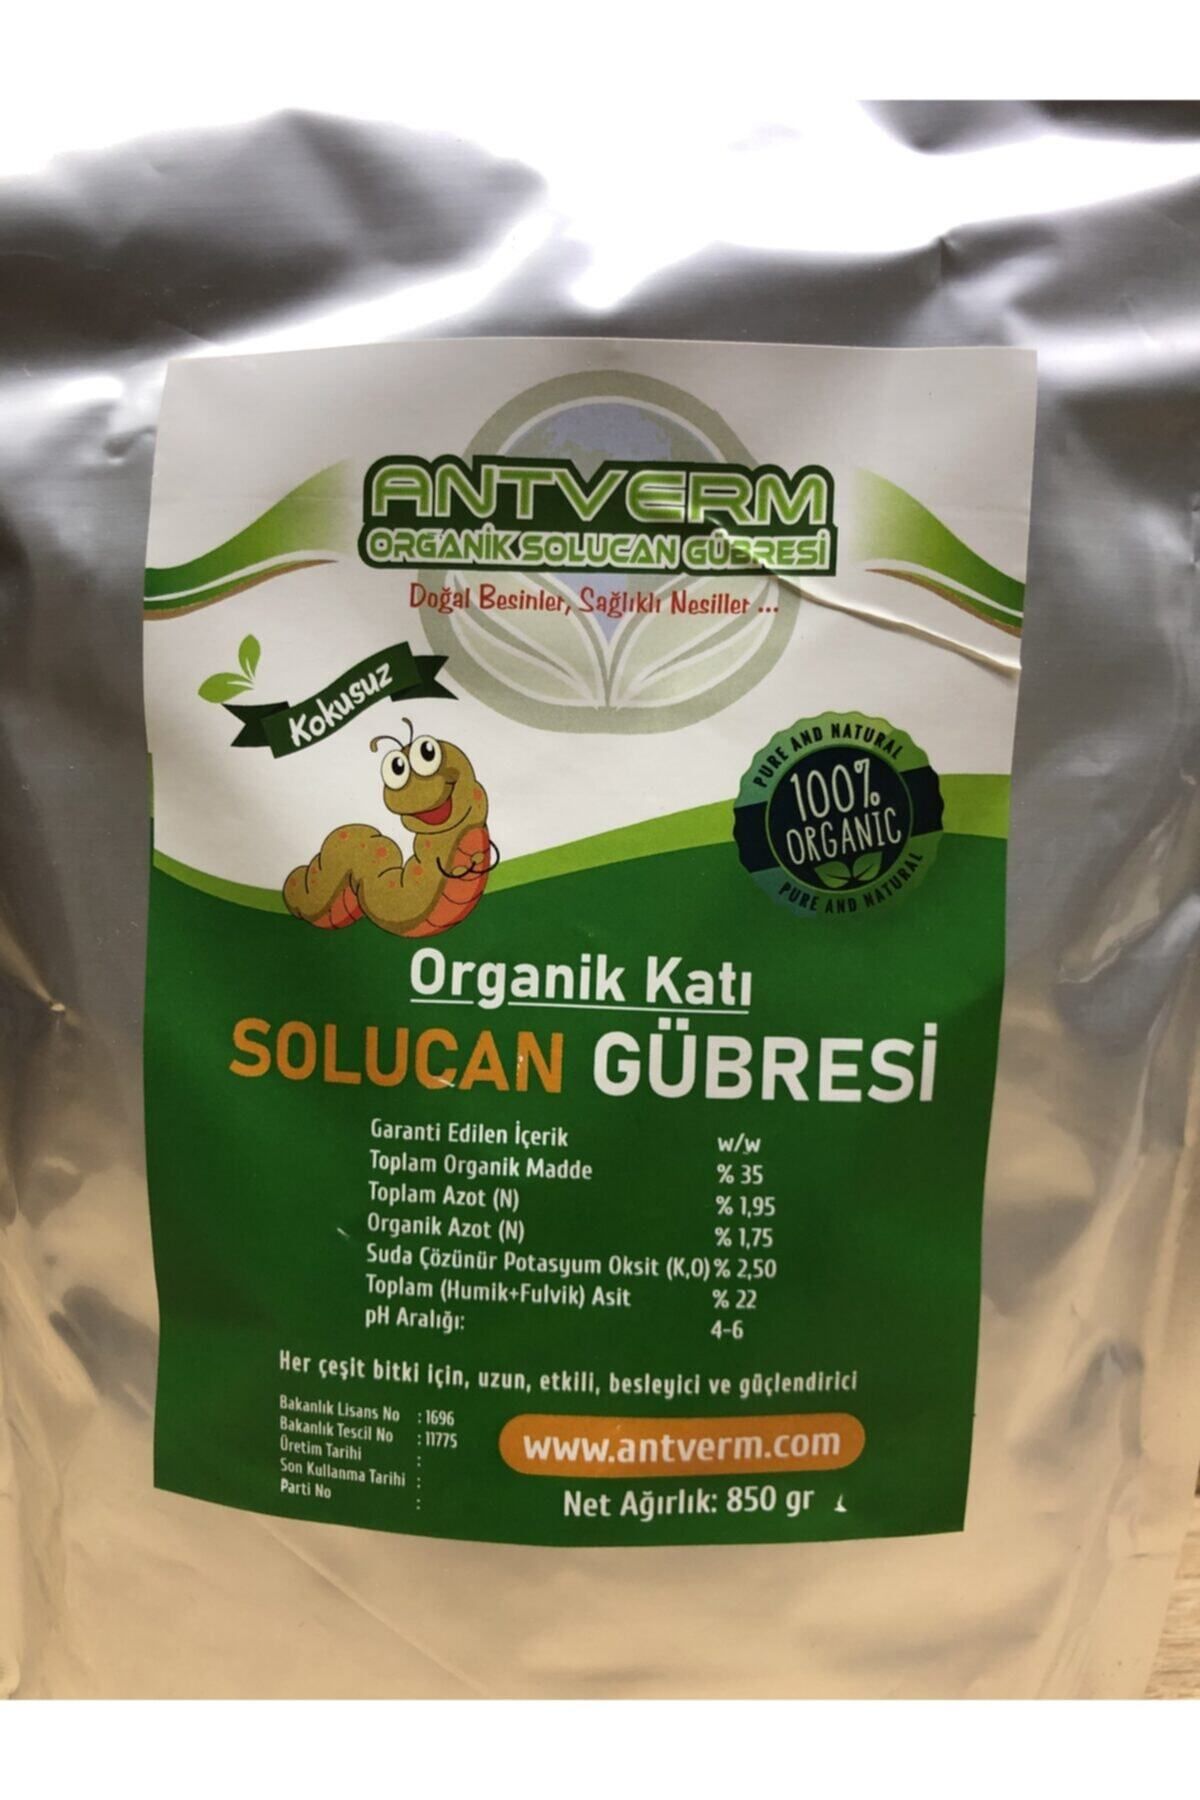 ANTVERM
ORGANİK SOLUCAN GÜBRESİ
Doğal Besinler, Sağlıklı Nesiller ...
Kokusuz
PURE AND NATURAL
100%
ORGANIC
PURE AND NATURAL
Organik Katı
SOLUCAN GÜBRESİ
Garanti Edilen İçerik w/w
Toplam Organik Madde % 35
Toplam Azot (N) % 1,95
Organik Azot (N) % 1,75
Suda Çözünür Potasyum Oksit (K,O) % 2,50
Toplam (Humik+Fulvik) Asit % 22
pH Aralığı: 4-6
Her çeşit bitki için, uzun, etkili, besleyici ve güçlendirici
Bakanlık Lisans No : 1696
Bakanlık Tescil No : 11775
Üretim Tarihi :
Son Kullanma Tarihi :
Parti No :
www.antverm.com
Net Ağırlık: 850 gr